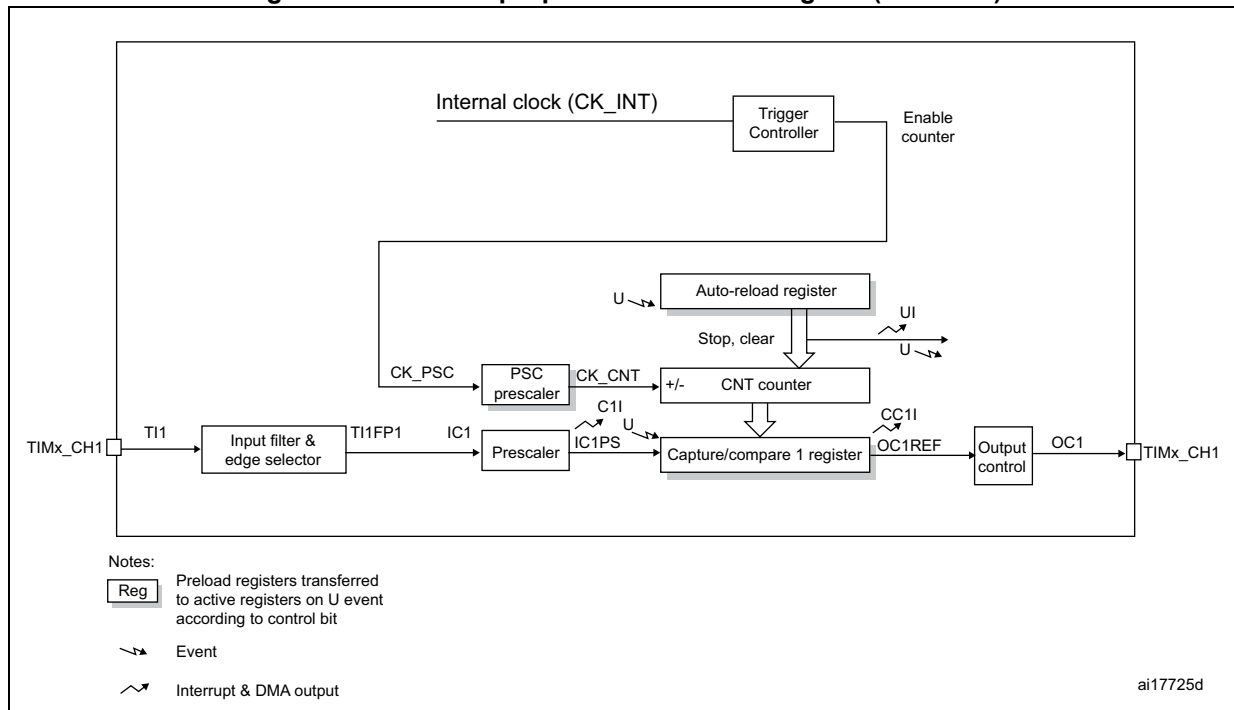 Internal clock (CK_INT)
Trigger
Controller
Enable
counter
U
Auto-reload register
Stop, clear
UI
U
CK_PSC
PSC
prescaler
CK_CNT
+/-
CNT counter
TIMx_CH1
TI1
Input filter &
edge selector
TI1FP1
IC1
Prescaler
C1I
IC1PS
U
Capture/compare 1 register
CC1I
OC1REF
Output
control
OC1
TIMx_CH1
Notes:
Reg
Preload registers transferred
to active registers on U event
according to control bit
Event
Interrupt & DMA output
ai17725d